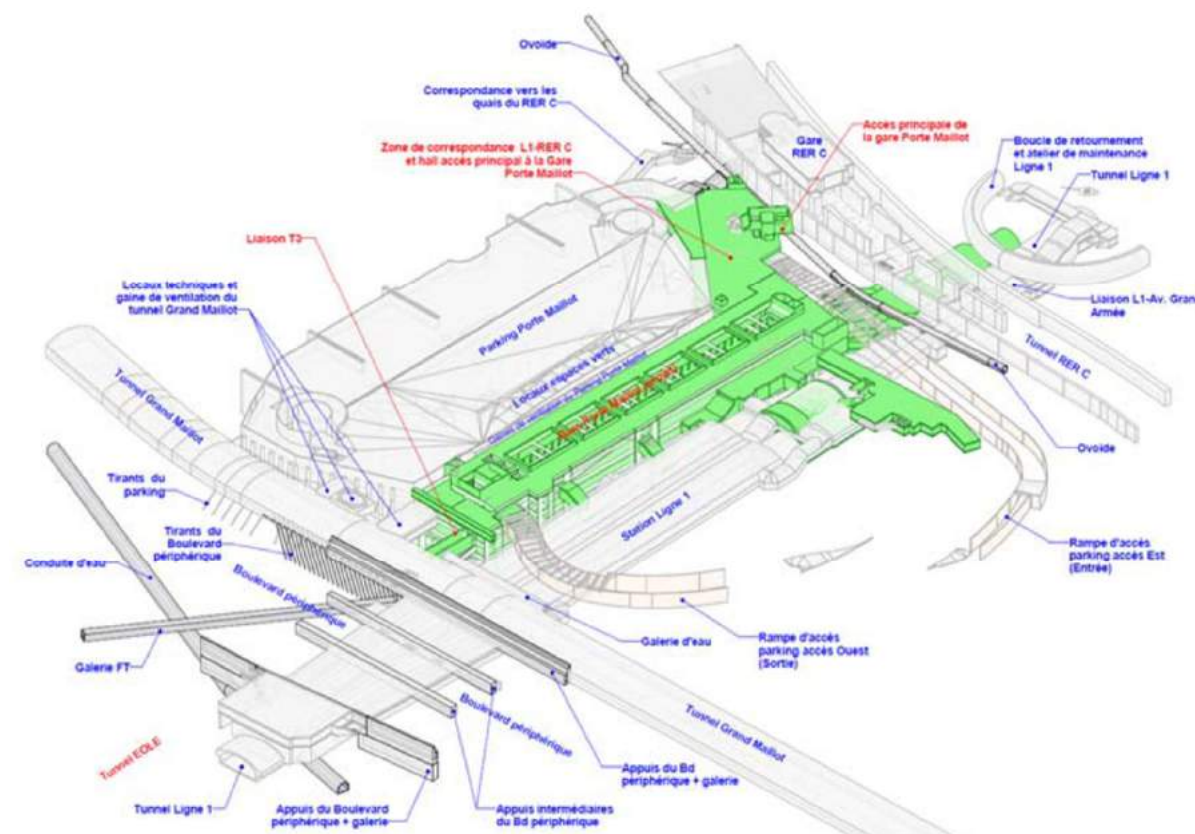 Ovoïde
Correspondance vers les
quais du RER C
Zone de correspondance L1-RER C
et hall accès principal à la Gare
Porte Maillot
Gare
RER C
Accès principale de
la gare Porte Maillot
Boucle de retournement
et atelier de maintenance
Ligne 1
Tunnel Ligne 1
Liaison T3
Locaux techniques et
gaine de ventilation du
tunnel Grand Maillot
Parking Porte Maillot
Liaison L1-Av. Gran
Armée
Tunnel RER C
Locaux espaces verts
Tunnel Grand Maillot
Ovoïde
Tirants du
parking
Station Ligne 1
Tirants du
Boulevard
périphérique
Rampe d'accès
parking accès Est
(Entrée)
Conduite d'eau
Boulevard périphérique
Galerie d'eau
Rampe d'accès
parking accès Ouest
(Sortie)
Galerie FT
Boulevard périphérique
Tunnel Grand Maillot
Tunnel EOLE
Appuis du Bd
périphérique + galerie
Tunnel Ligne 1
Appuis du Boulevard
périphérique + galerie
Appuis intermédiaires
du Bd périphérique